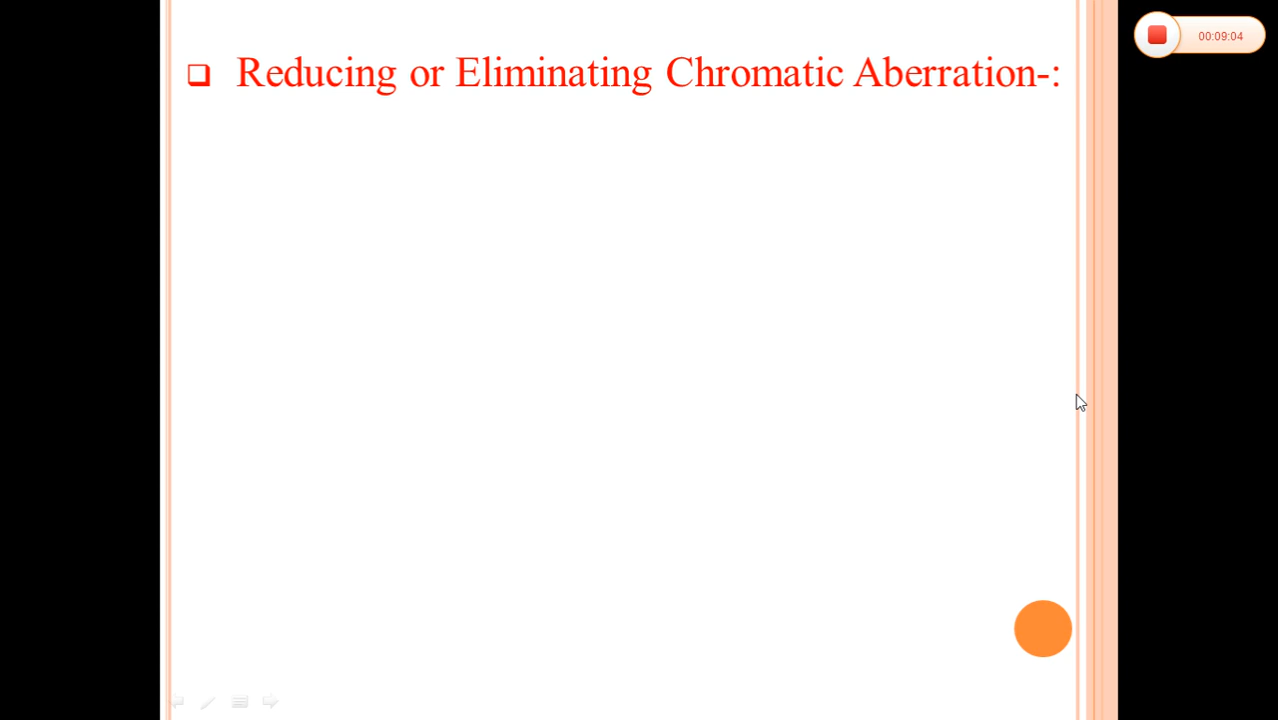 ❑ Reducing or Eliminating Chromatic Aberration-:
00:09:04